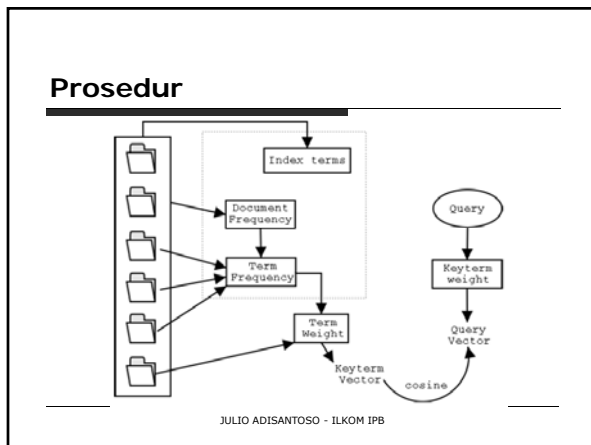 Prosedur
Index terms
Document
Frequency
Term
Frequency
Term
Weight
Keyterm
Vector
cosine
Query
Keyterm
weight
Query
Vector
JULIO ADISANTOSO - ILKOM IPB